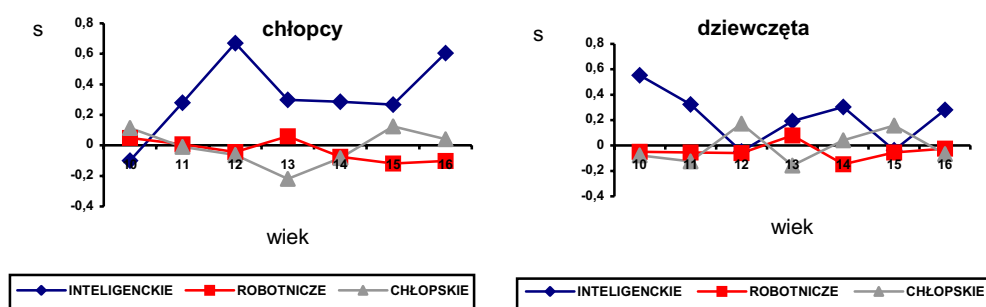 chłopcy
s
0,8
0,6
0,4
0,2
0
-0,2
-0,4
10 11 12 13 14 15 16
wiek
INTELIGENCKIE ROBOTNICZE CHŁOPSKIE
dziewczęta
s
0,8
0,6
0,4
0,2
0
-0,2
-0,4
10 11 12 13 14 15 16
wiek
INTELIGENCKIE ROBOTNICZE CHŁOPSKIE